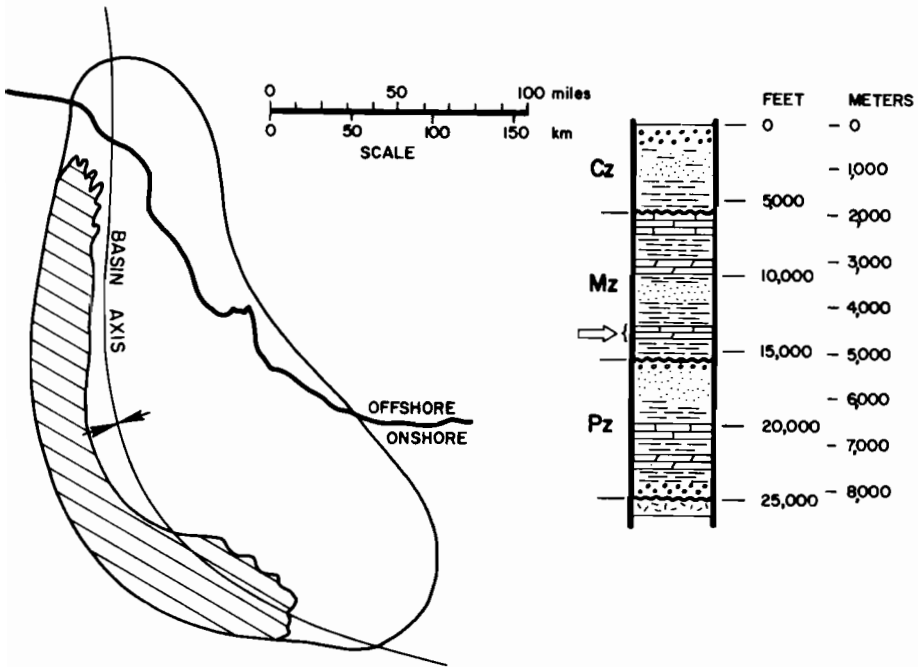 0 50 100 miles
0 50 100 150 km
SCALE
BASIN AXIS
OFFSHORE
ONSHORE
FEET METERS
0 0
1,000
5,000
2,000
3,000
10,000
4,000
15,000
5,000
6,000
20,000
7,000
8,000
25,000
Cz
Mz
Pz